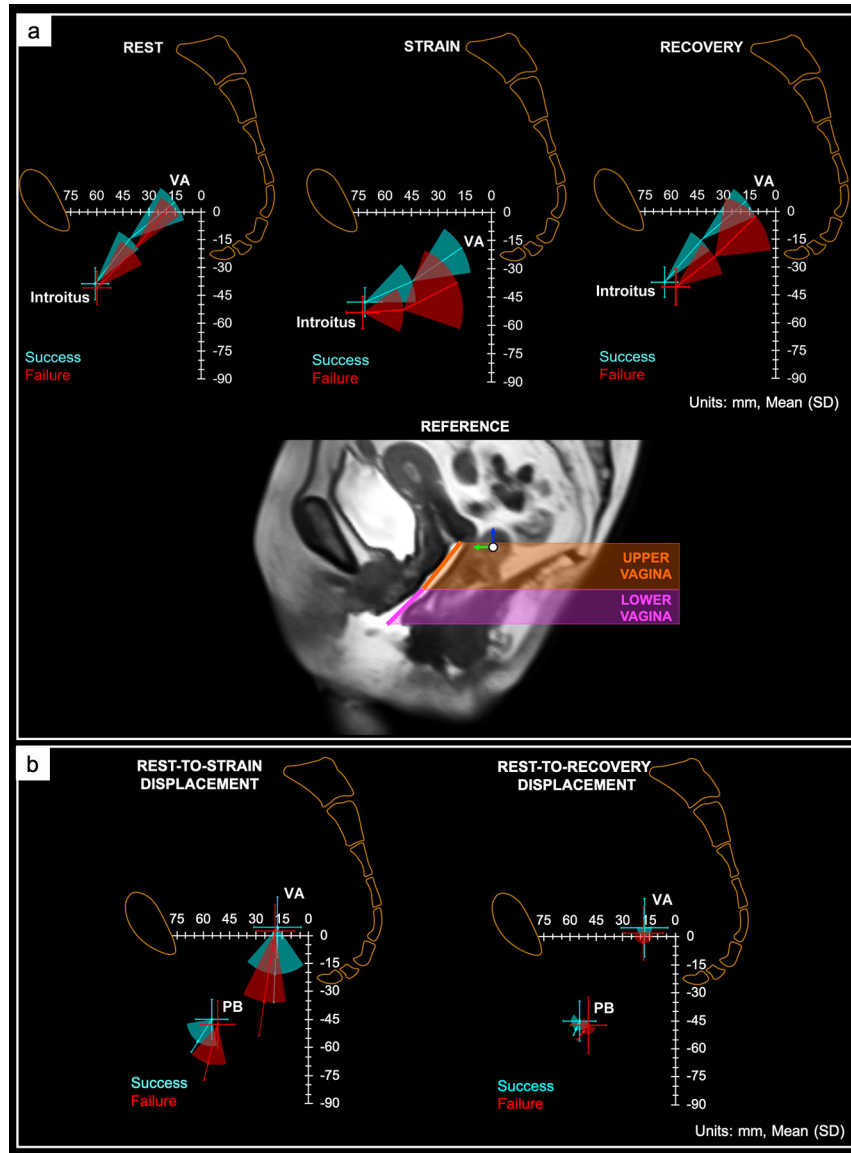 a
REST
STRAIN
RECOVERY
VA
75 60 45 30 15 0
0
-15
-30
-45
-60
-75
-90
Introitus
Success
Failure
75 60 45 30 15 0
0
VA
-15
-30
-45
-60
-75
-90
Introitus
Success
Failure
VA
75 60 45 30 15 0
0
-15
-30
-45
-60
-75
-90
Introitus
Success
Failure
Units: mm, Mean (SD)
REFERENCE
UPPER
VAGINA
LOWER
VAGINA
b
REST-TO-STRAIN
DISPLACEMENT
REST-TO-RECOVERY
DISPLACEMENT
VA
75 60 45 30 15 0
0
-15
-30
-45
-60
-75
-90
PB
Success
Failure
VA
75 60 45 30 15 0
0
-15
-30
-45
-60
-75
-90
PB
Success
Failure
Units: mm, Mean (SD)